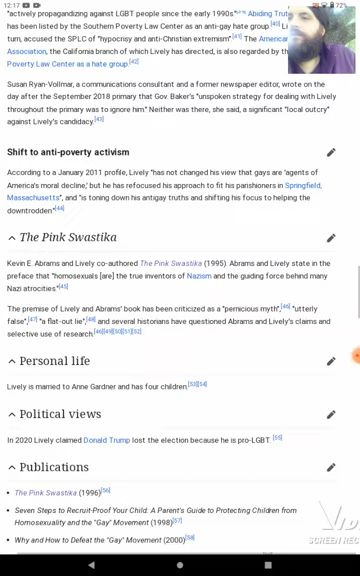 12:17
72%
"actively propagandizing against LGBT people since the early 1990s."
Abiding Trut
has been listed by the Southern Poverty Law Center as an anti-gay hate group.[40] Li
turn, accused the SPLC of "hypocrisy and anti-Christian extremism".[41] The America
Association, the California branch of which Lively has directed, is also regarded by th
Poverty Law Center as a hate group.[42]
Susan Ryan-Vollmar, a communications consultant and a former newspaper editor, wrote on the
day after the September 2018 primary that Gov. Baker's "unspoken strategy for dealing with Lively
throughout the primary was to ignore him." Neither was there, she said, a significant "local outcry"
against Lively's candidacy.[43]
Shift to anti-poverty activism
According to a January 2011 profile, Lively "has not changed his view that gays are 'agents of
America's moral decline,' but he has refocused his approach to fit his parishioners in Springfield,
Massachusetts", and "is toning down his antigay truths and shifting his focus to helping the
downtrodden".[44]
The Pink Swastika
Kevin E. Abrams and Lively co-authored The Pink Swastika (1995). Abrams and Lively state in the
preface that "homosexuals [are] the true inventors of Nazism and the guiding force behind many
Nazi atrocities."[45]
The premise of Lively and Abrams' book has been criticized as a "pernicious myth",[46] "utterly
false",[47] "a flat-out lie",[48] and several historians have questioned Abrams and Lively's claims and
selective use of research.[46][49][50][51][52]
Personal life
Lively is married to Anne Gardner and has four children.[53][54]
Political views
In 2020 Lively claimed Donald Trump lost the election because he is pro-LGBT. [55]
Publications
• The Pink Swastika (1996)[56]
• Seven Steps to Recruit-Proof Your Child: A Parent's Guide to Protecting Children from
Homosexuality and the "Gay" Movement (1998)[57]
• Why and How to Defeat the "Gay" Movement (2000)[58]
SCREEN REC